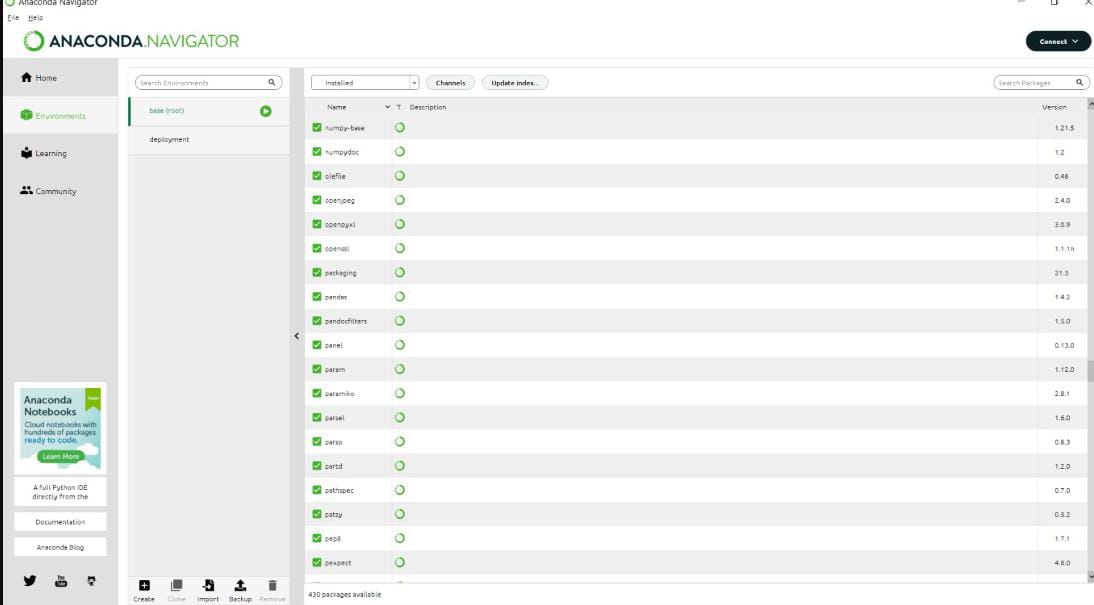 Anaconda Navigator
File Help
ANACONDA.NAVIGATOR
Connect
Home
Environments
Learning
Community
Anaconda
Notebooks
Cloud notebooks with
hundreds of packages
ready to code.
Learn More
A full Python IDE
directly from the
Documentation
Anaconda Blog
Search Environments
base (root)
deployment
Create Clone Import Backup Remove
Installed Channels Update index... Search Packages
Name T Description Version
numpy-base 1.21.5
numpydoc 1.2
olefile 0.46
openjpeg 2.4.0
openpyxl 3.0.9
openssl 1.1.1n
packaging 21.3
pandas 1.4.2
pandocfilters 1.5.0
panel 0.13.0
param 1.12.0
paramiko 2.8.1
parsel 1.6.0
parso 0.8.3
partd 1.2.0
pathspec 0.7.0
patsy 0.5.2
pep8 1.7.1
pexpect 4.8.0
430 packages available